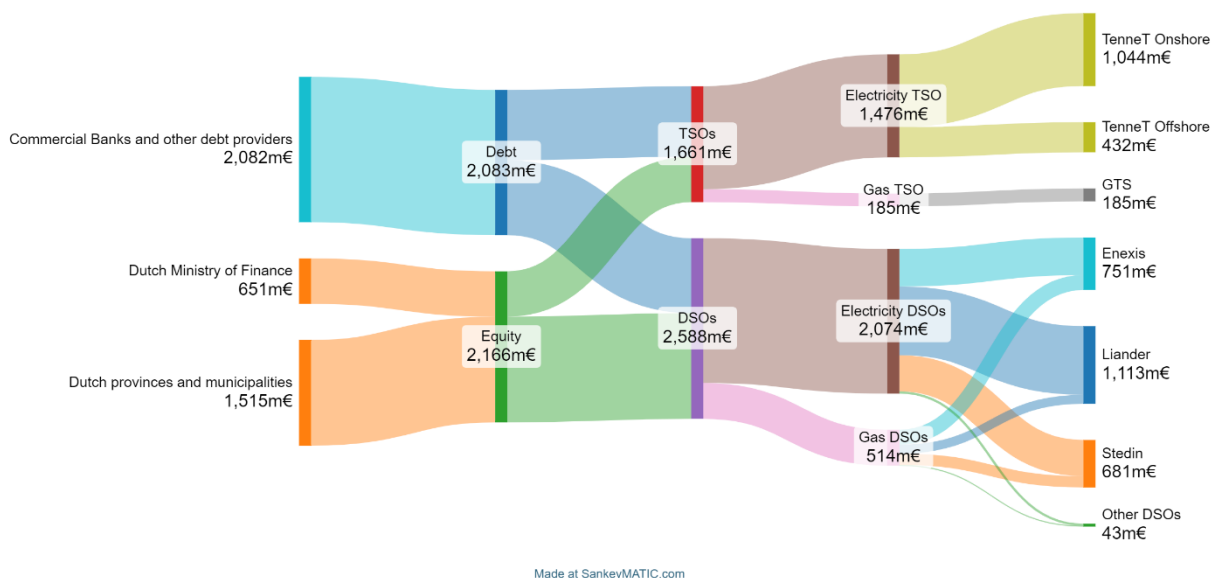 Commercial Banks and other debt providers
2,082m€
Dutch Ministry of Finance
651m€
Dutch provinces and municipalities
1,515m€
Debt
2,083m€
Equity
2,166m€
TSOs
1,661m€
DSOs
2,588m€
Electricity TSO
1,476m€
Gas TSO
185m€
Electricity DSOs
2,074m€
Gas DSOs
514m€
TenneT Onshore
1,044m€
TenneT Offshore
432m€
GTS
185m€
Enexis
751m€
Liander
1,113m€
Stedin
681m€
Other DSOs
43m€
Made at SankeyMATIC.com